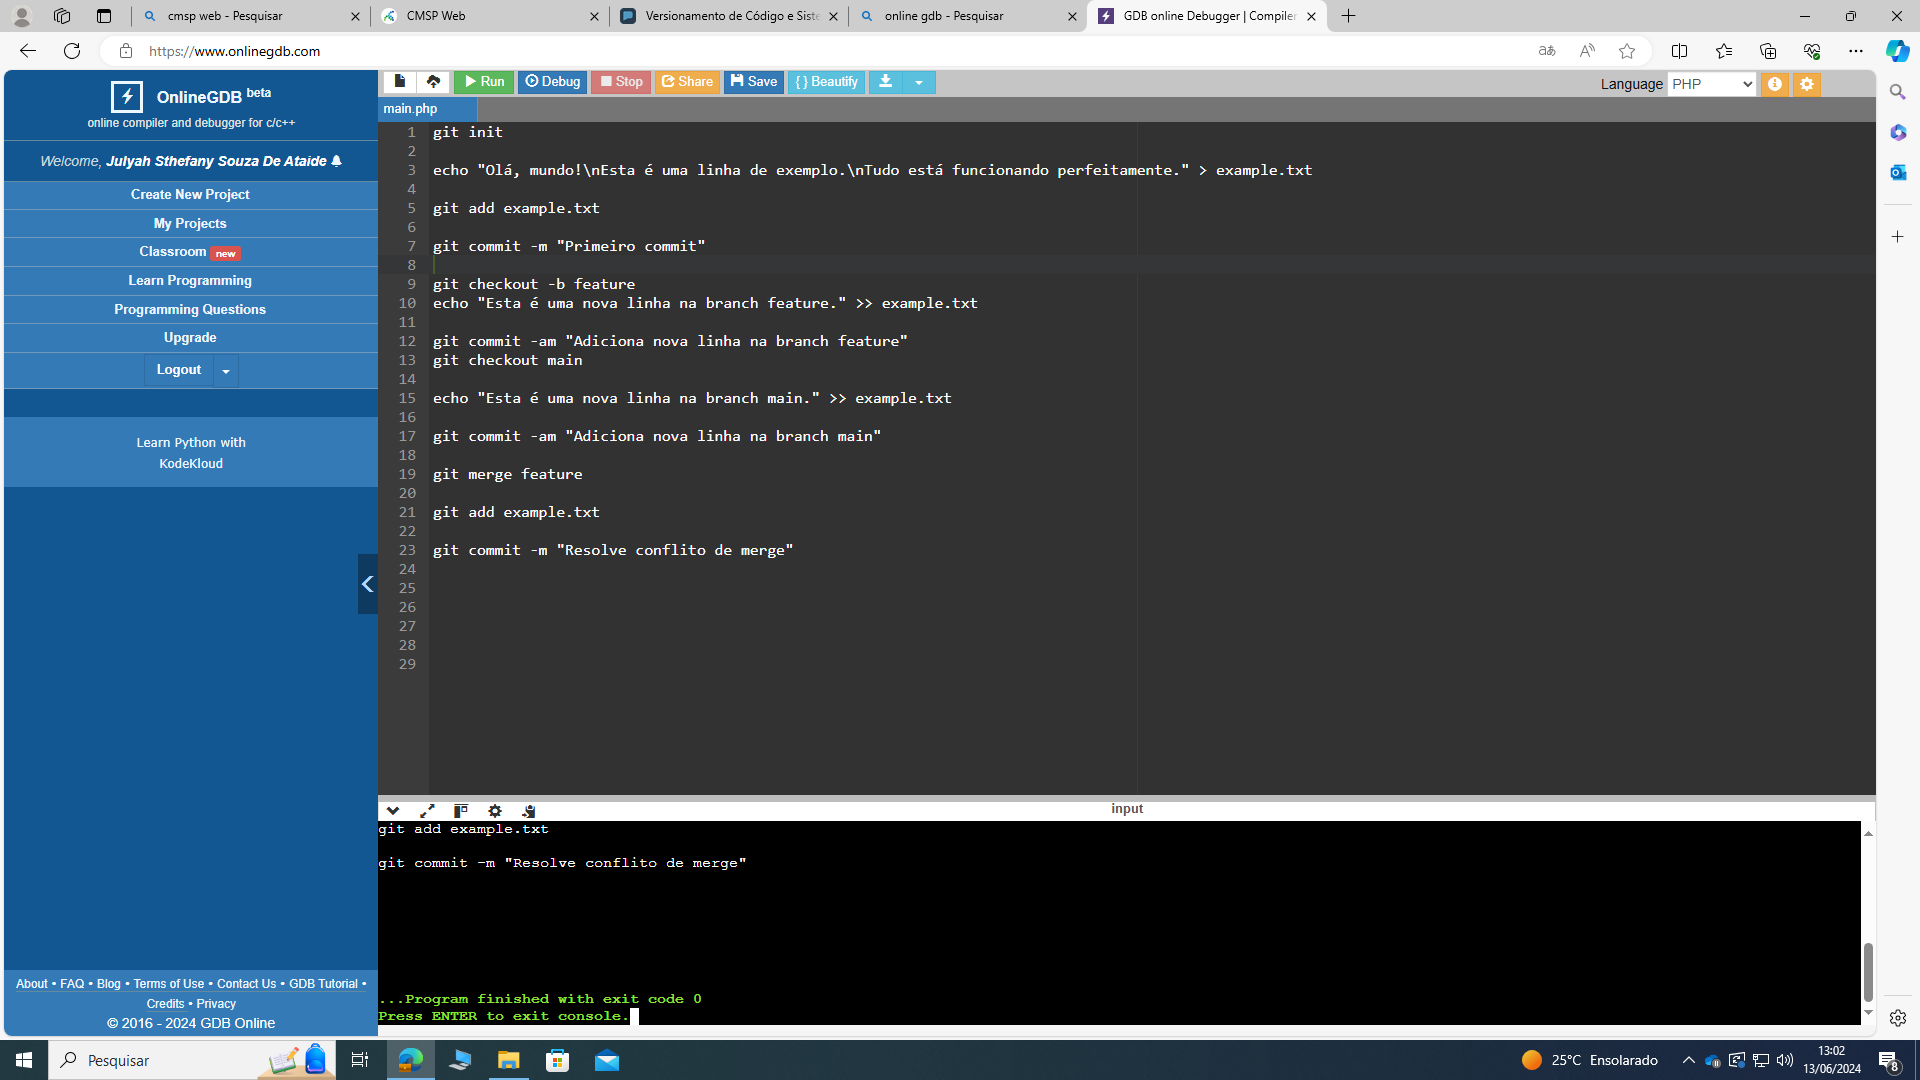 cmsp web - Pesquisar
CMSP Web
Versionamento de Código e Siste
online gdb - Pesquisar
GDB online Debugger | Compiler
https://www.onlinegdb.com
OnlineGDB beta
online compiler and debugger for c/c++
Welcome, Julyah Sthefany Souza De Ataide
Create New Project
My Projects
Classroom new
Learn Programming
Programming Questions
Upgrade
Logout
Learn Python with
KodeKloud
About • FAQ • Blog • Terms of Use • Contact Us • GDB Tutorial •
Credits • Privacy
© 2016 - 2024 GDB Online
Run Debug Stop Share Save { } Beautify
Language PHP
main.php
1 git init
2
3 echo "Olá, mundo!\nEsta é uma linha de exemplo.\nTudo está funcionando perfeitamente." > example.txt
4
5 git add example.txt
6
7 git commit -m "Primeiro commit"
8
9 git checkout -b feature
10 echo "Esta é uma nova linha na branch feature." >> example.txt
11
12 git commit -am "Adiciona nova linha na branch feature"
13 git checkout main
14
15 echo "Esta é uma nova linha na branch main." >> example.txt
16
17 git commit -am "Adiciona nova linha na branch main"
18
19 git merge feature
20
21 git add example.txt
22
23 git commit -m "Resolve conflito de merge"
24
25
26
27
28
29
input
git add example.txt
git commit -m "Resolve conflito de merge"
...Program finished with exit code 0
Press ENTER to exit console.
Pesquisar
25°C Ensolarado
13:02
13/06/2024
8